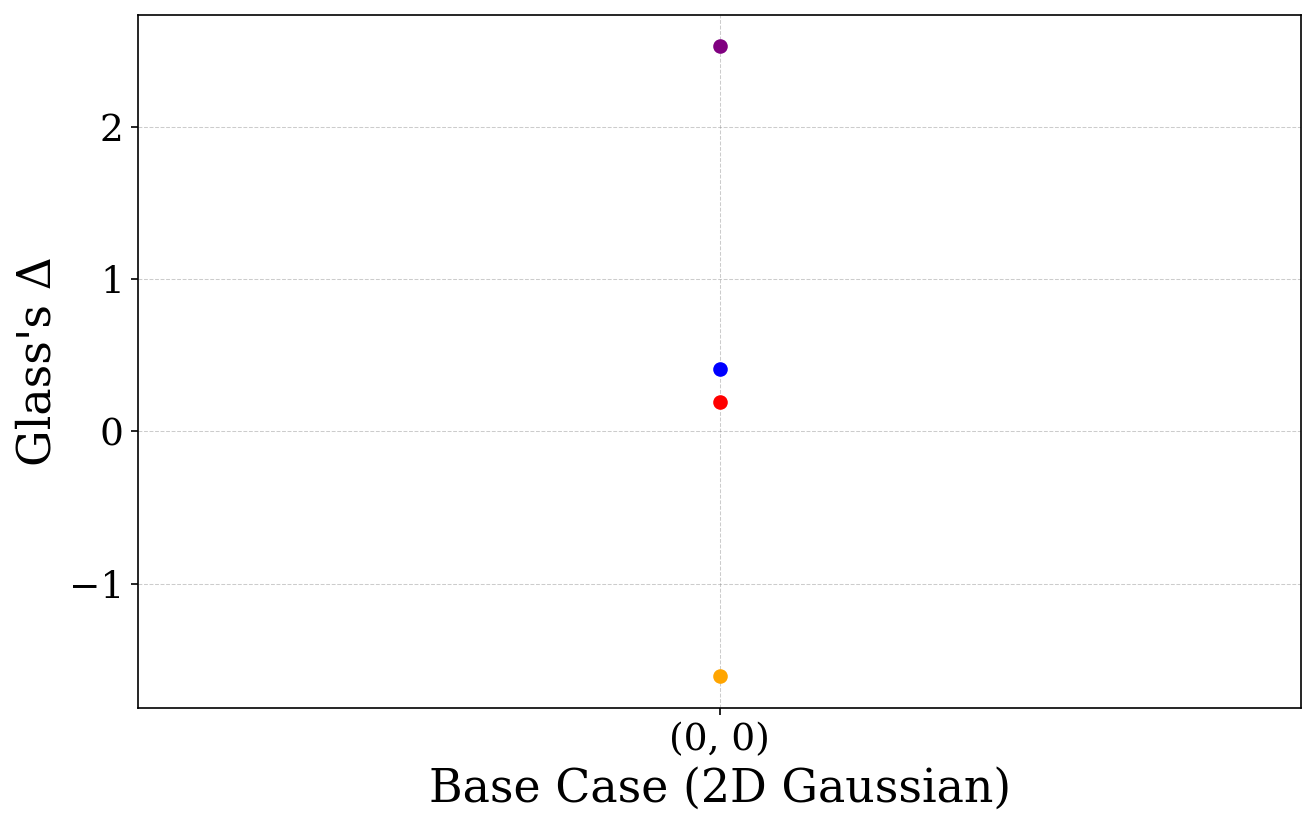 Glass's Δ
2
1
0
−1
(0, 0)
Base Case (2D Gaussian)